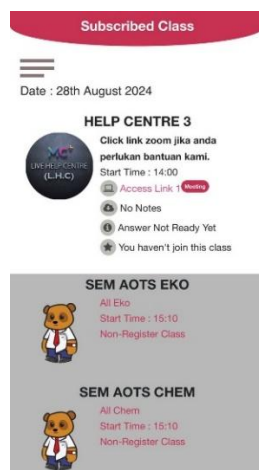 Subscribed Class
Date : 28th August 2024
HELP CENTRE 3
Click link zoom jika anda
perlukan bantuan kami.
Start Time : 14:00
Access Link 1 Meeting
No Notes
Answer Not Ready Yet
You haven't join this class
MC+
LIVE HELP CENTRE
(L.H.C)
SEM AOTS EKO
All Eko
Start Time : 15:10
Non-Register Class
SEM AOTS CHEM
All Chem
Start Time : 15:10
Non-Register Class